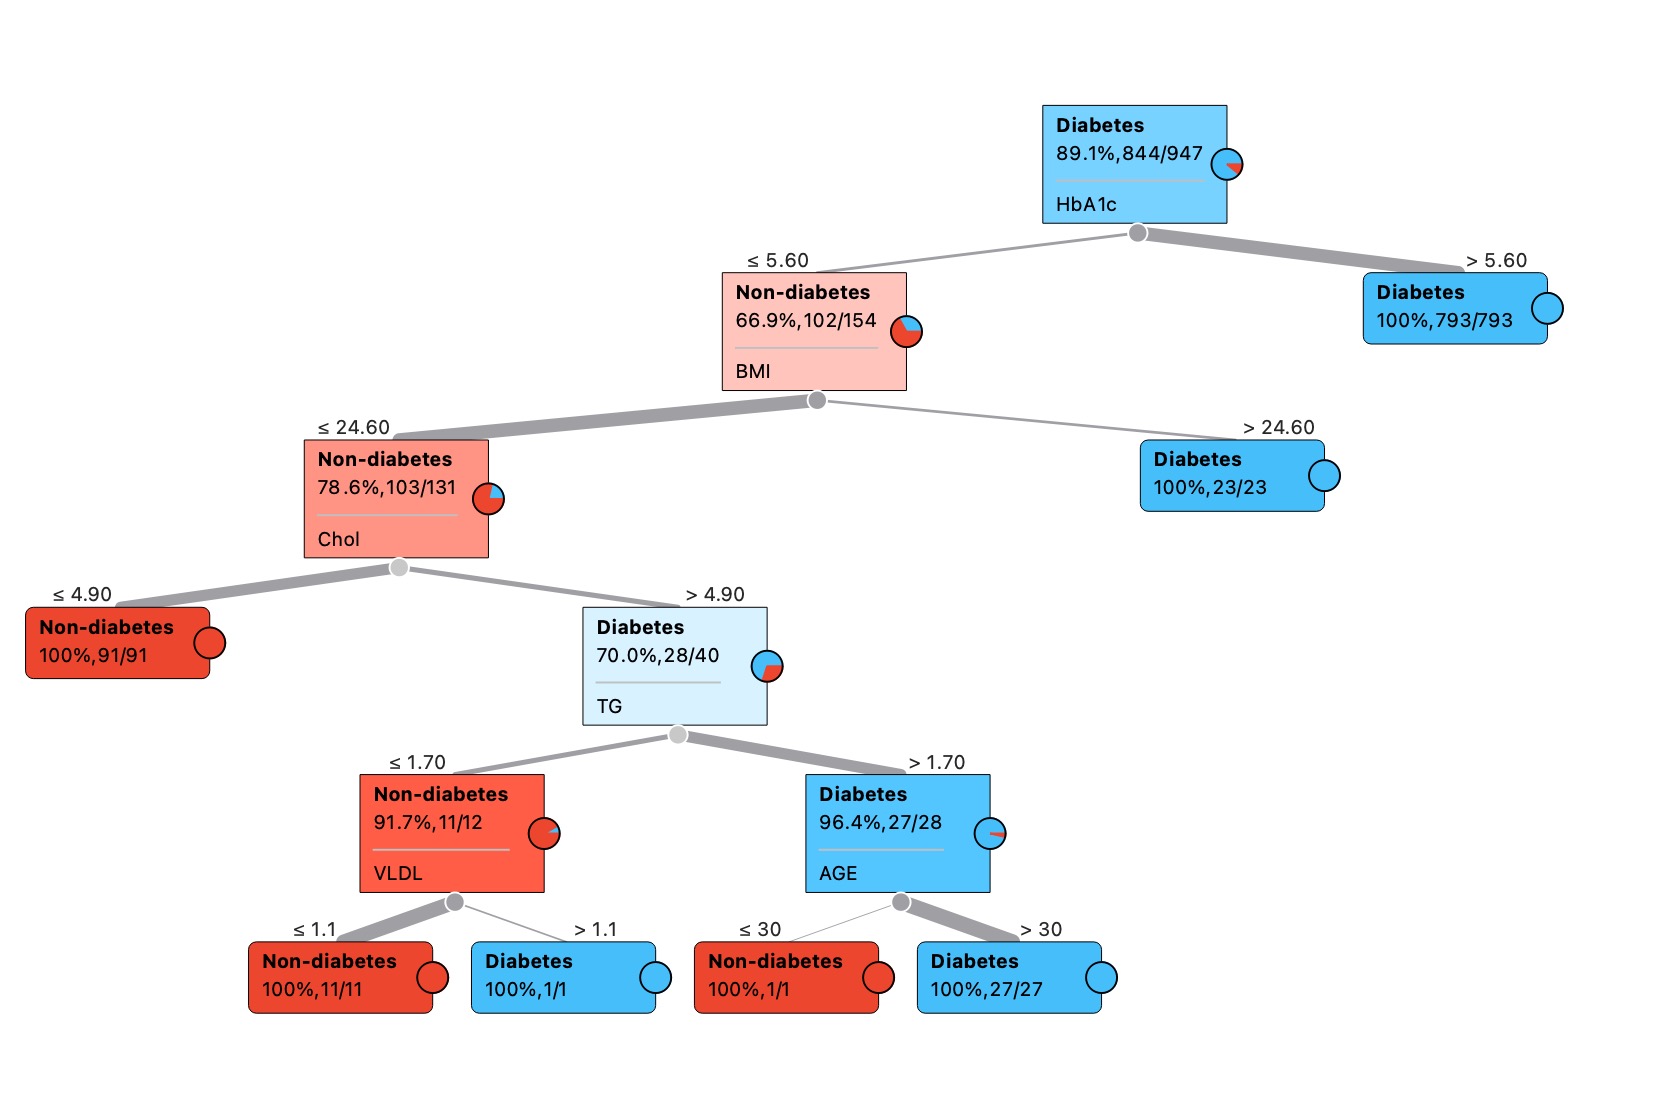 Diabetes
89.1%,844/947
HbA1c
≤ 5.60
> 5.60
Non-diabetes
66.9%,102/154
BMI
Diabetes
100%,793/793
≤ 24.60
> 24.60
Non-diabetes
78.6%,103/131
Chol
Diabetes
100%,23/23
≤ 4.90
> 4.90
Non-diabetes
100%,91/91
Diabetes
70.0%,28/40
TG
≤ 1.70
> 1.70
Non-diabetes
91.7%,11/12
VLDL
Diabetes
96.4%,27/28
AGE
≤ 1.1
> 1.1
≤ 30
> 30
Non-diabetes
100%,11/11
Diabetes
100%,1/1
Non-diabetes
100%,1/1
Diabetes
100%,27/27